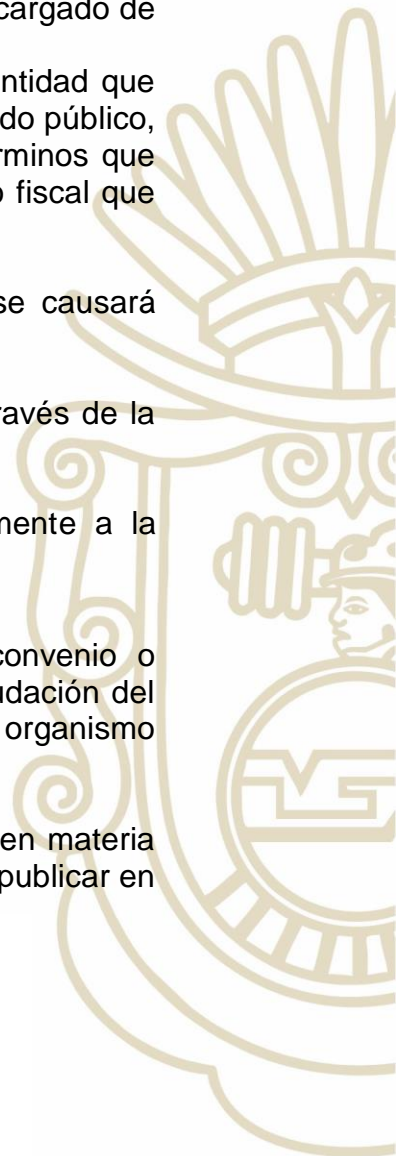 cargado de
ntidad que
do público,
rminos que
o fiscal que
se causará
ravés de la
mente a la
convenio o
udación del
organismo
en materia
publicar en